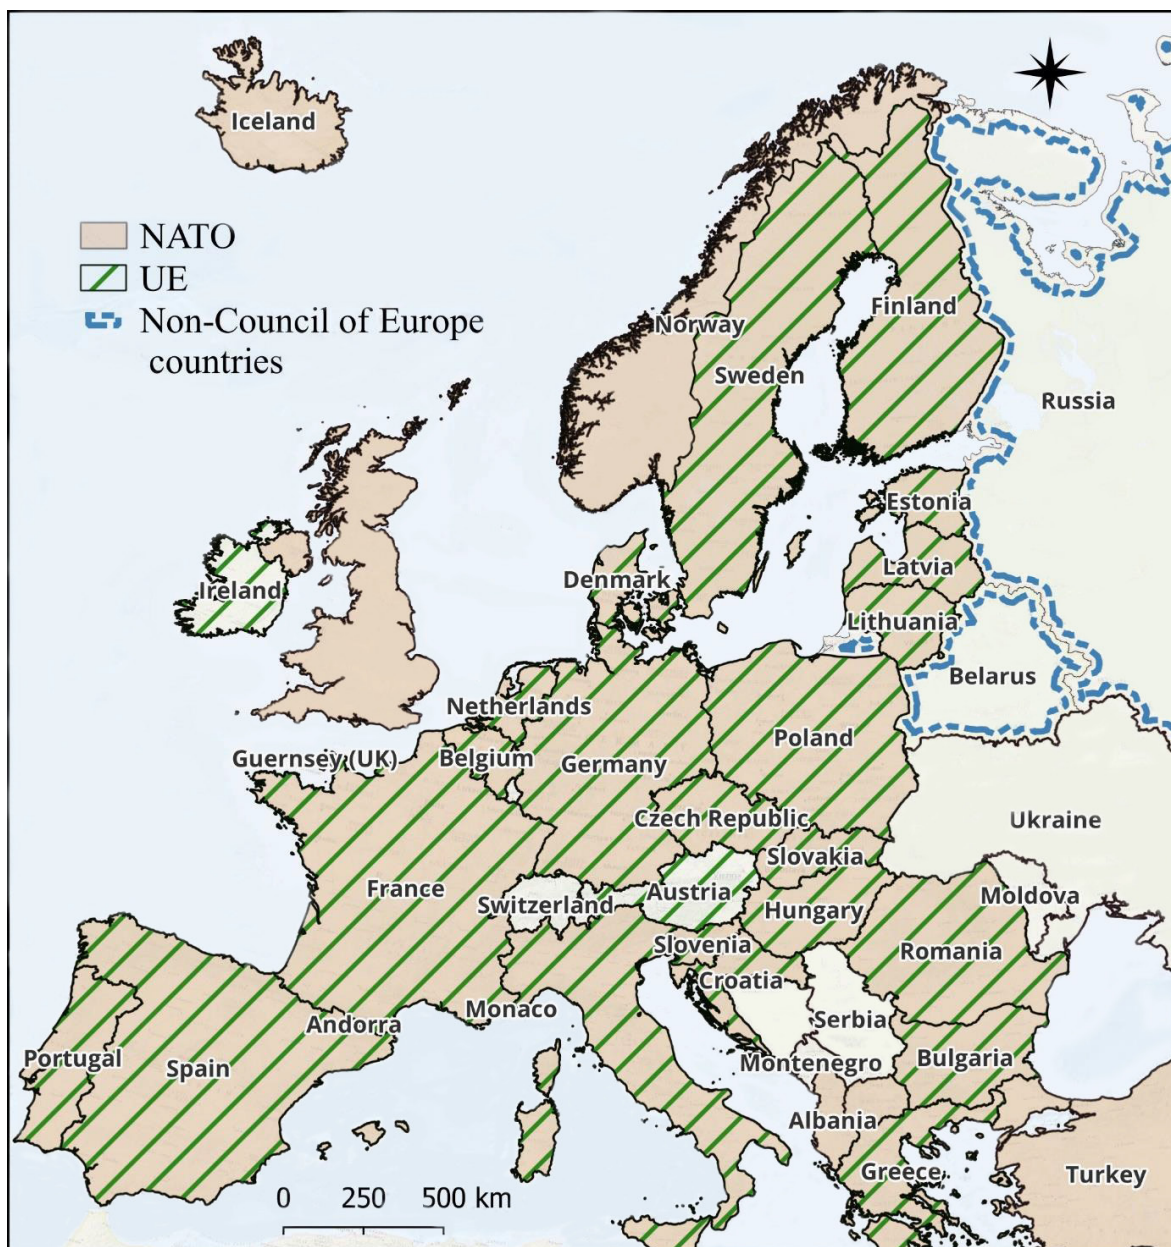 Iceland
NATO
UE
Non-Council of Europe
countries
Norway
Finland
Sweden
Russia
Estonia
Latvia
Denmark
Ireland
Lithuania
Belarus
Netherlands
Poland
Guernsey (UK)
Belgium
Germany
Czech Republic
Ukraine
Slovakia
France
Switzerland
Austria
Moldova
Hungary
Slovenia
Romania
Croatia
Monaco
Serbia
Andorra
Portugal
Spain
Montenegro
Bulgaria
Albania
Greece
Turkey
0 250 500 km